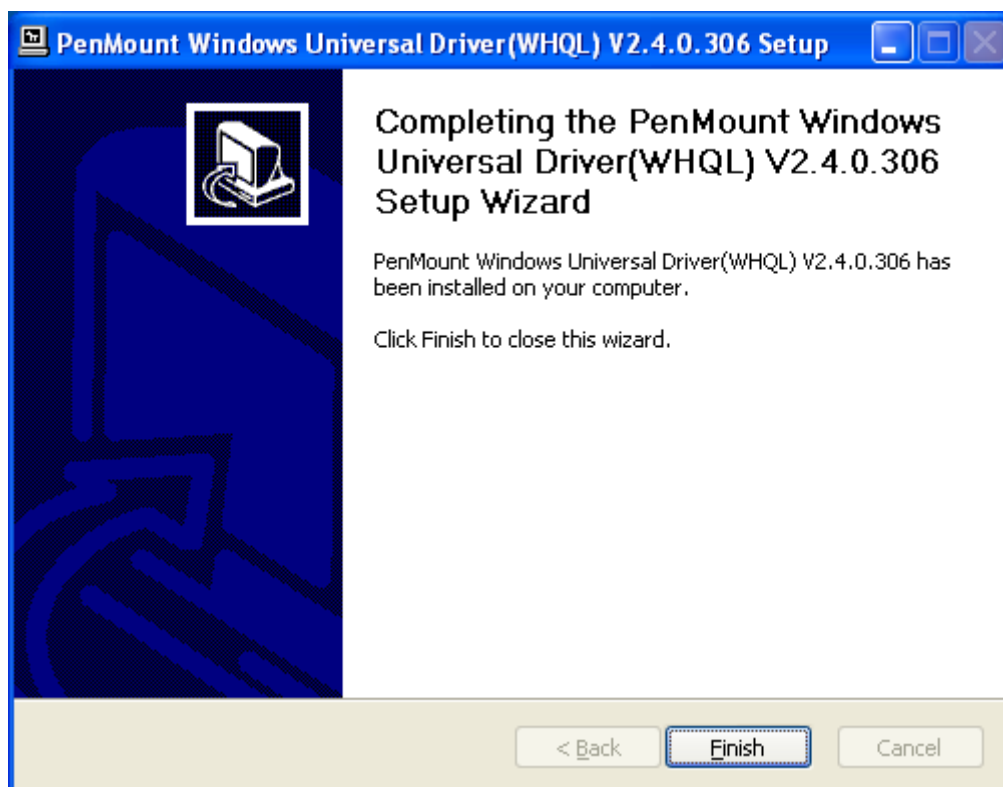 PenMount Windows Universal Driver(WHQL) V2.4.0.306 Setup
Completing the PenMount Windows
Universal Driver(WHQL) V2.4.0.306
Setup Wizard
PenMount Windows Universal Driver(WHQL) V2.4.0.306 has
been installed on your computer.
Click Finish to close this wizard.
< Back Finish Cancel